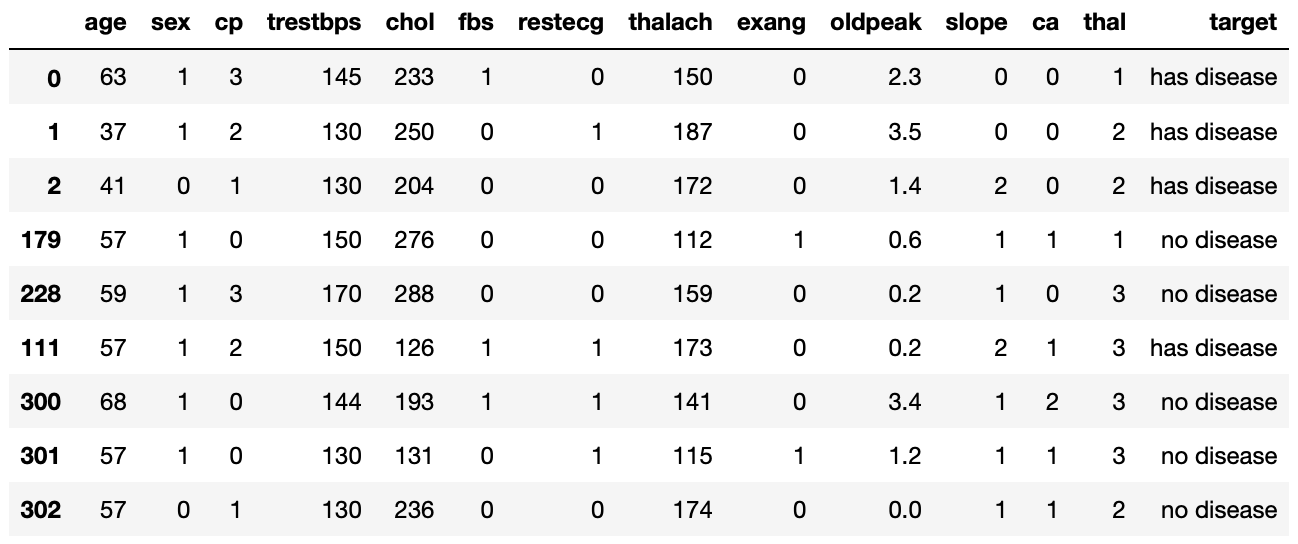 age sex cp trestbps chol fbs restecg thalach exang oldpeak slope ca thal target
0 63 1 3 145 233 1 0 150 0 2.3 0 0 1 has disease
1 37 1 2 130 250 0 1 187 0 3.5 0 0 2 has disease
2 41 0 1 130 204 0 0 172 0 1.4 2 0 2 has disease
179 57 1 0 150 276 0 0 112 1 0.6 1 1 1 no disease
228 59 1 3 170 288 0 0 159 0 0.2 1 0 3 no disease
111 57 1 2 150 126 1 1 173 0 0.2 2 1 3 has disease
300 68 1 0 144 193 1 1 141 0 3.4 1 2 3 no disease
301 57 1 0 130 131 0 1 115 1 1.2 1 1 3 no disease
302 57 0 1 130 236 0 0 174 0 0.0 1 1 2 no disease